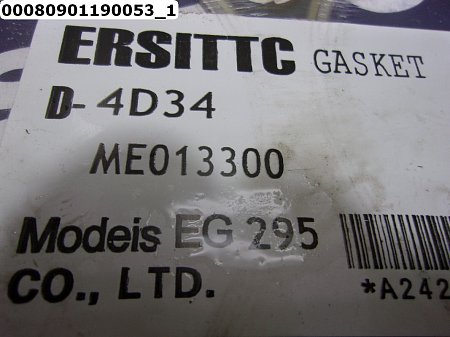 00080901190053_1
ERSITTC GASKET
D-4D34
ME013300
Modeis EG 295
CO., LTD.
*A242